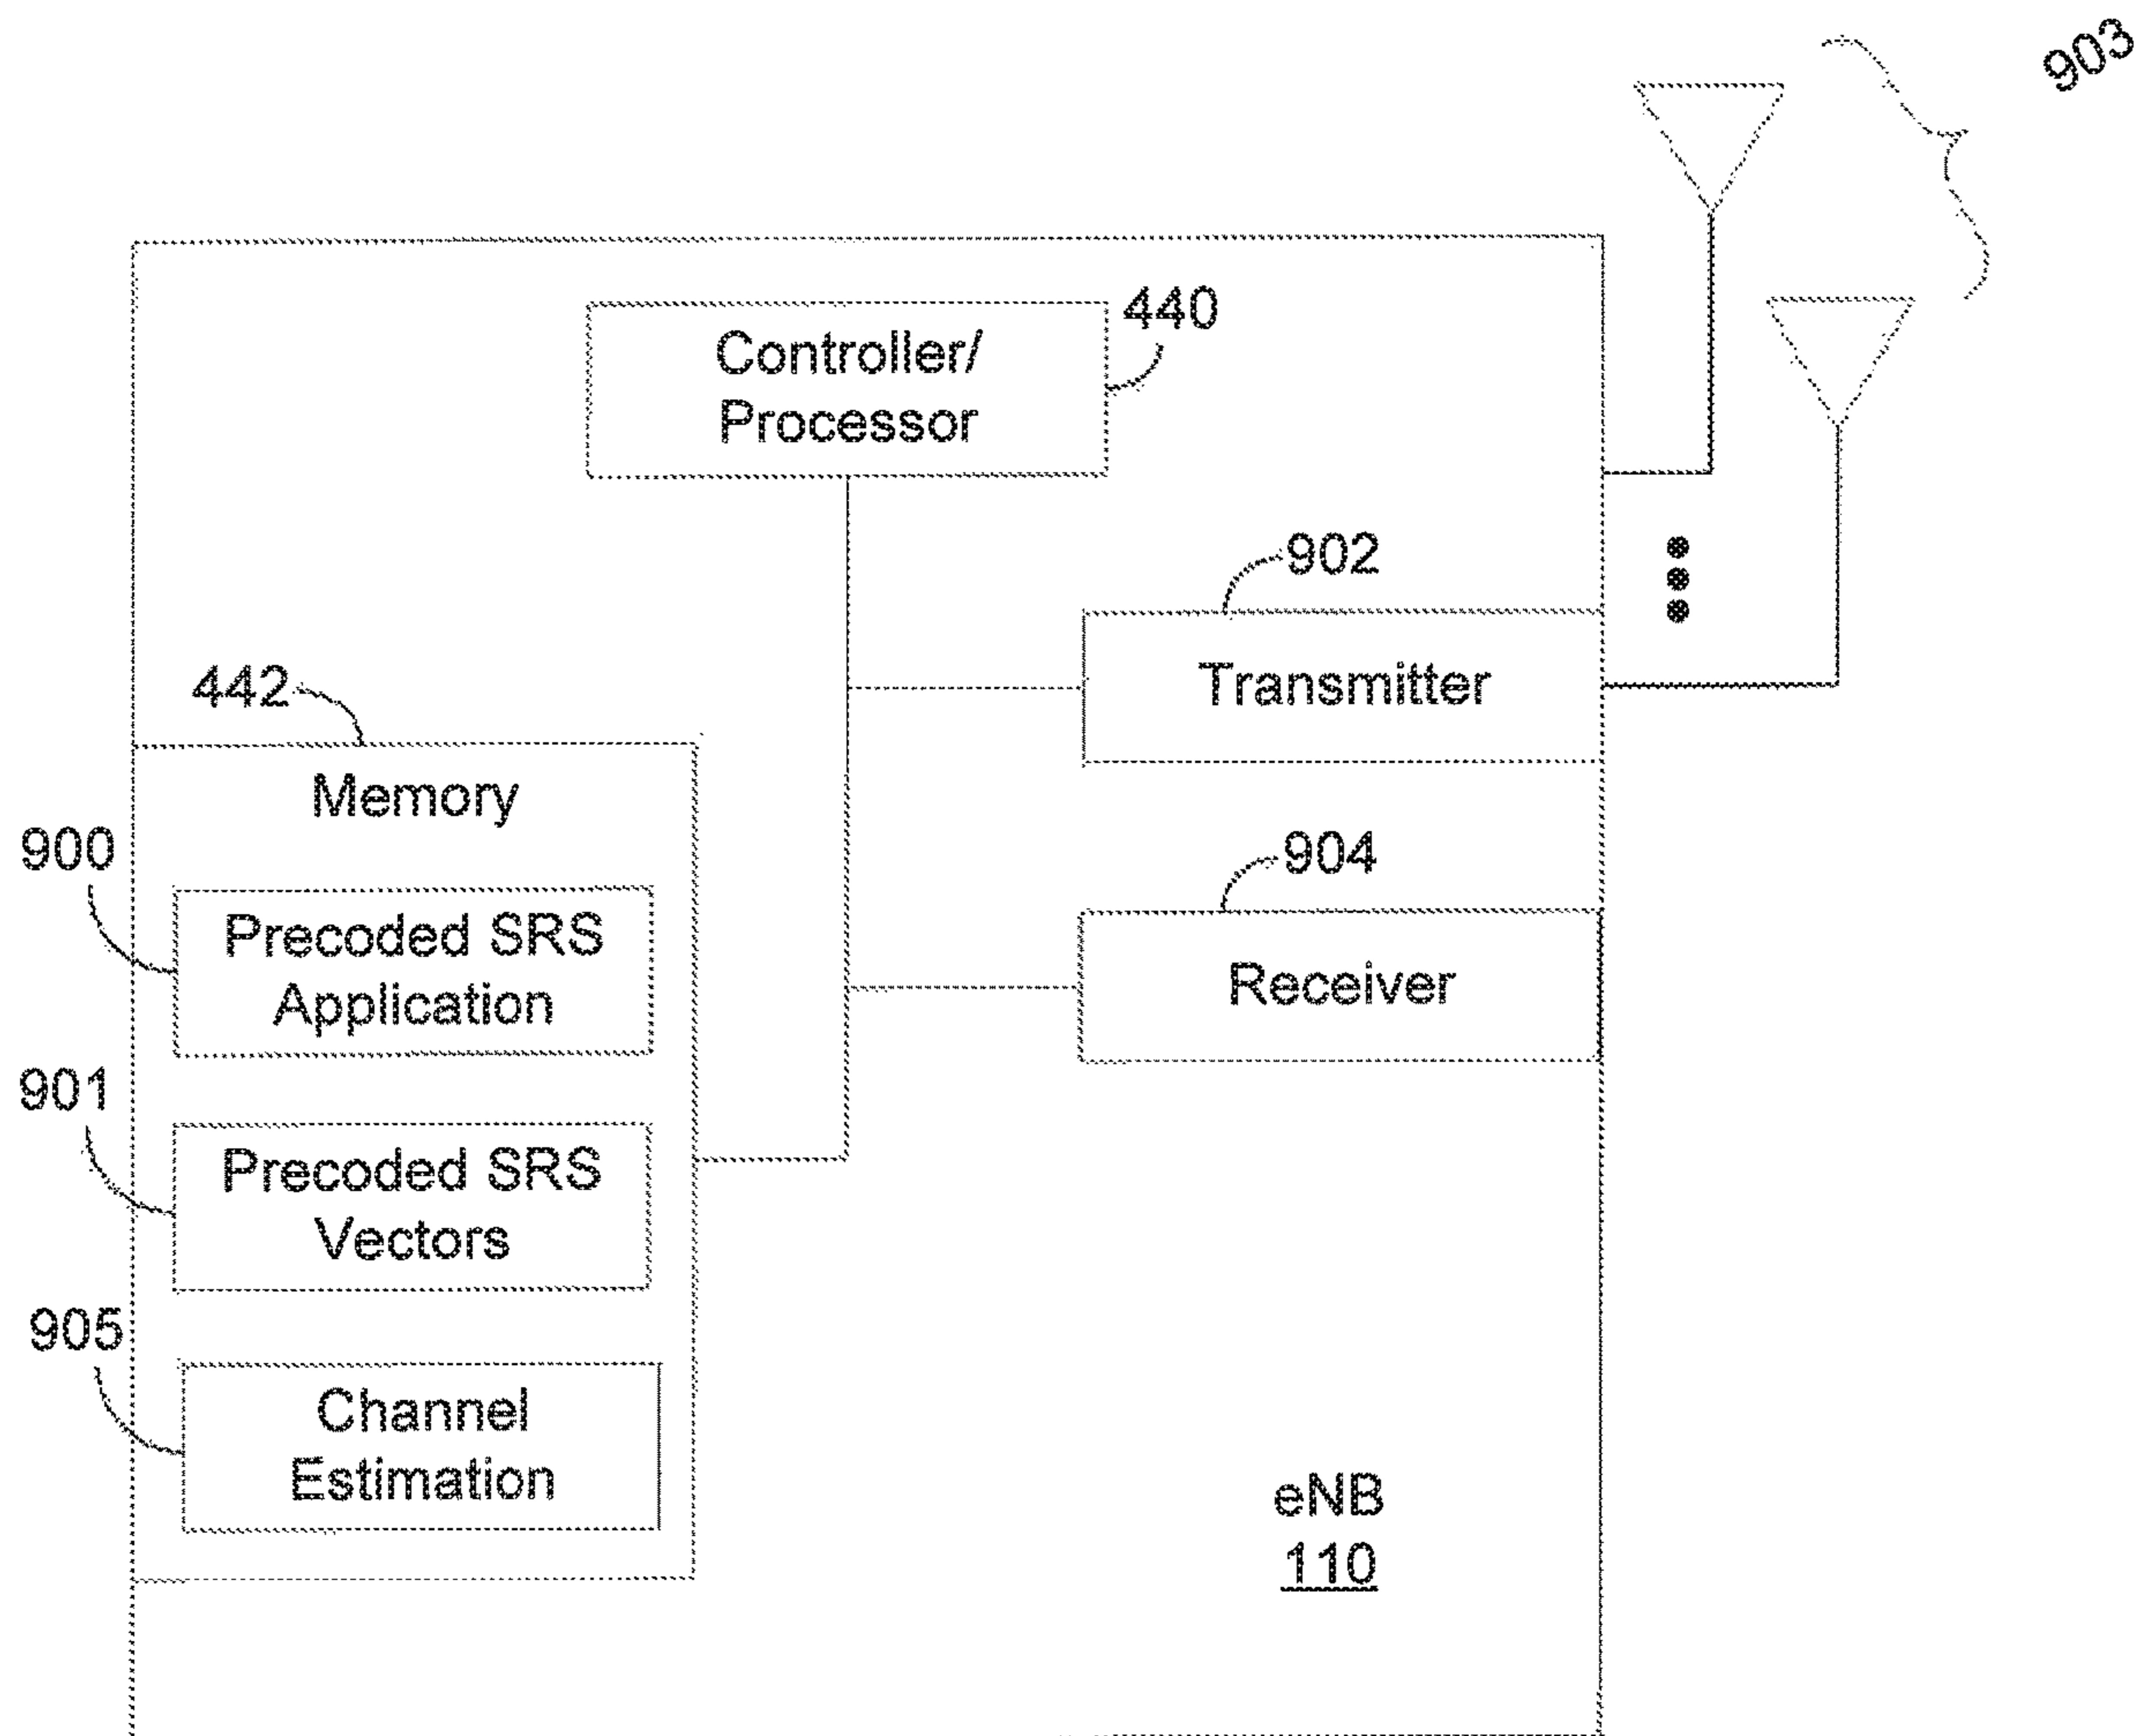 903
440
Controller/
Processor
902
Transmitter
442
Memory
900
904
Precoded SRS
Application
Receiver
901
Precoded SRS
Vectors
905
Channel
Estimation
eNB
110